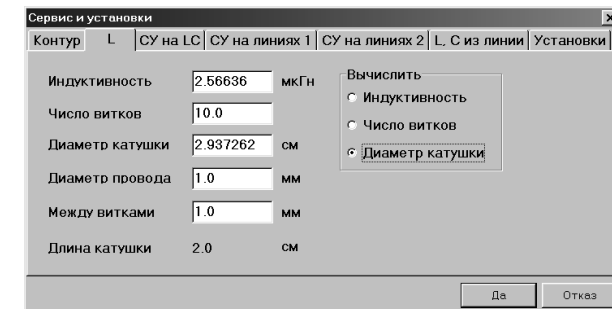 Сервис и установки
Контур L СУ на LC СУ на линиях 1 СУ на линиях 2 L, C из линии Установки
Индуктивность 2.56636 мкГн
Число витков 10.0
Диаметр катушки 2.937262 см
Диаметр провода 1.0 мм
Между витками 1.0 мм
Длина катушки 2.0 см
Вычислить
Индуктивность
Число витков
Диаметр катушки
Да Отказ